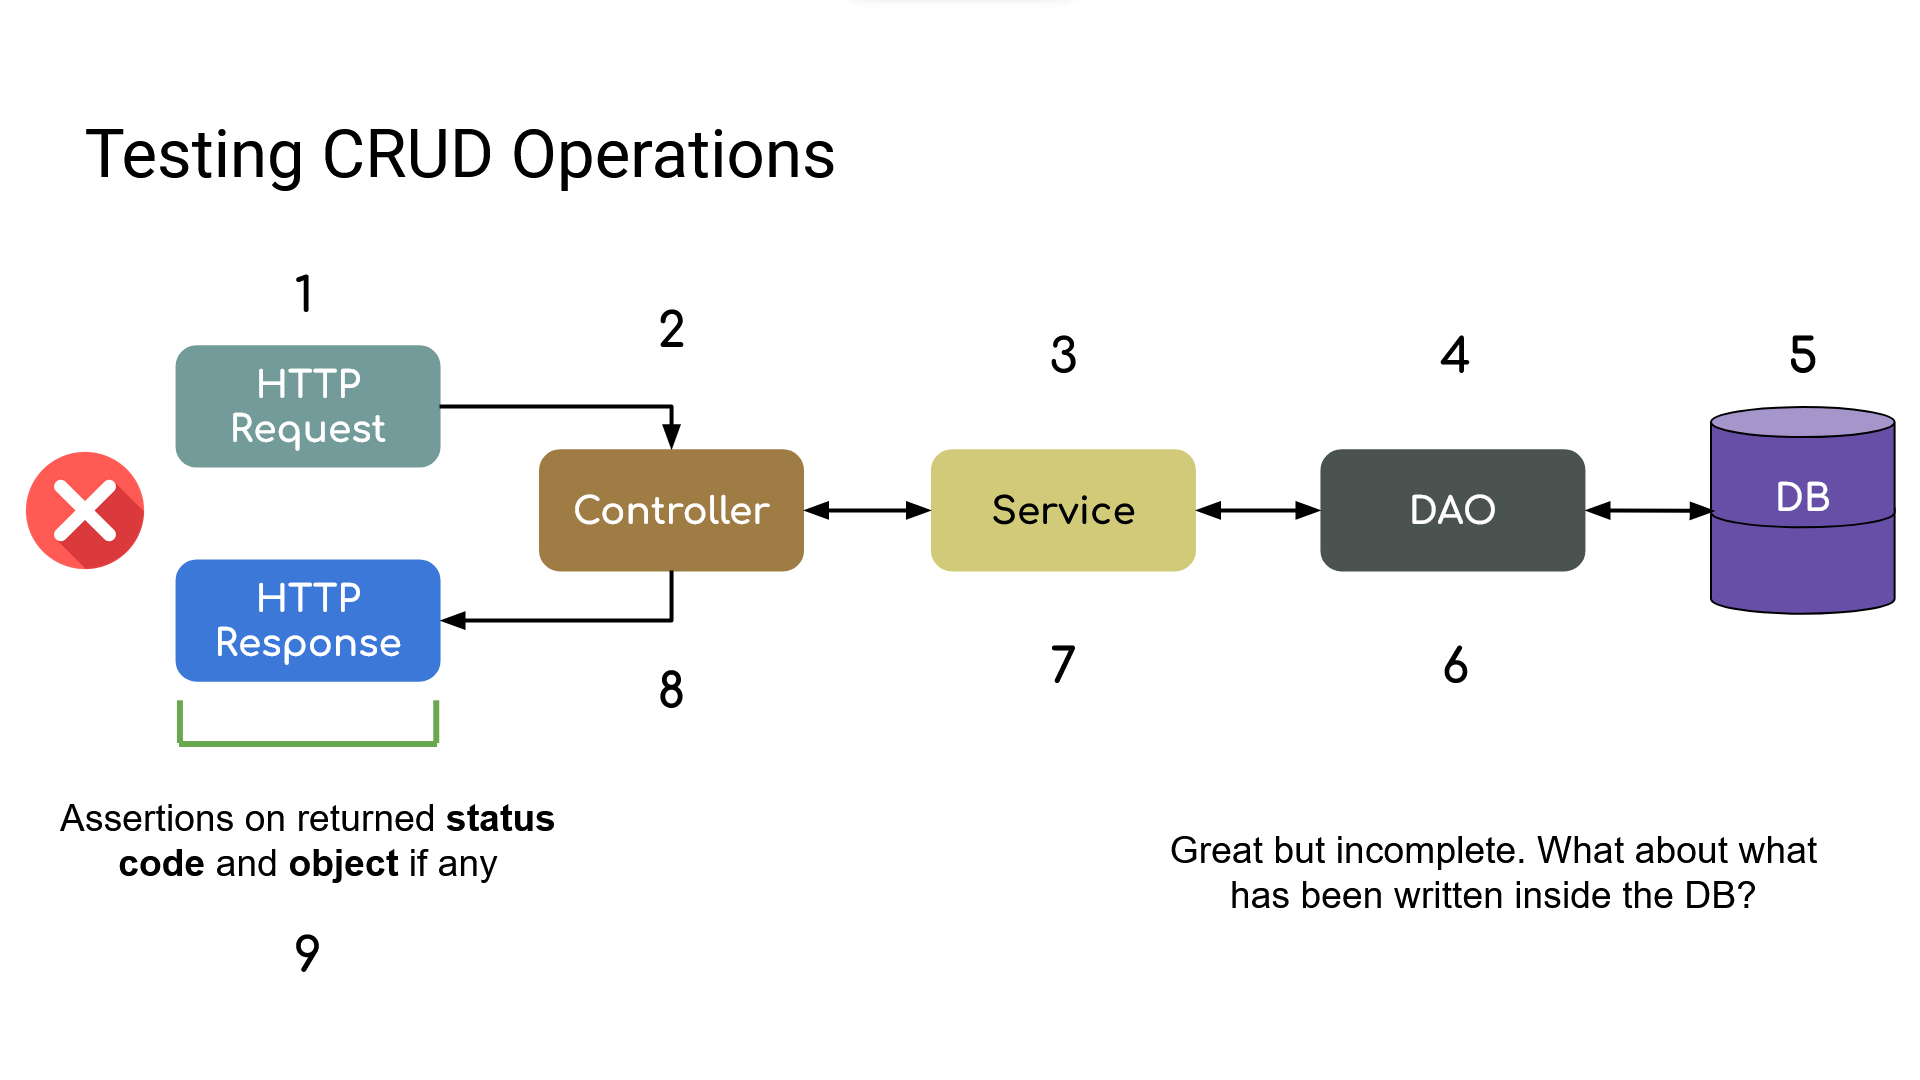 Testing CRUD Operations
1
2
3
4
5
HTTP
Request
Controller
Service
DAO
DB
HTTP
Response
8
7
6
Assertions on returned status
code and object if any
Great but incomplete. What about what
has been written inside the DB?
9